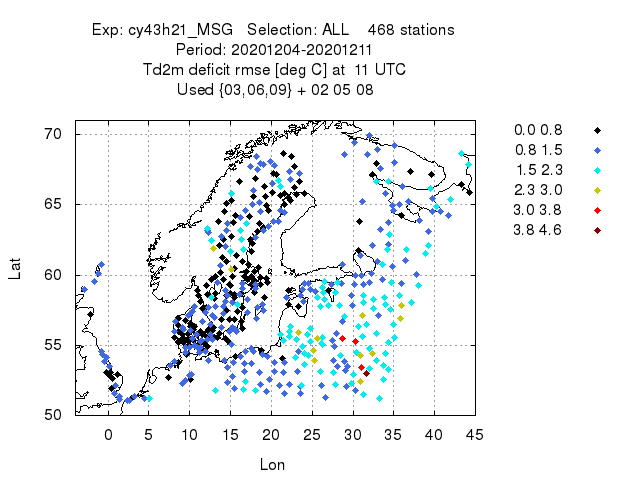 Exp: cy43h21_MSG Selection: ALL 468 stations
Period: 20201204-20201211
Td2m deficit rmse [deg C] at 11 UTC
Used {03,06,09} + 02 05 08
0.0 0.8
0.8 1.5
1.5 2.3
2.3 3.0
3.0 3.8
3.8 4.6
Lat
70
65
60
55
50
0 5 10 15 20 25 30 35 40 45
Lon